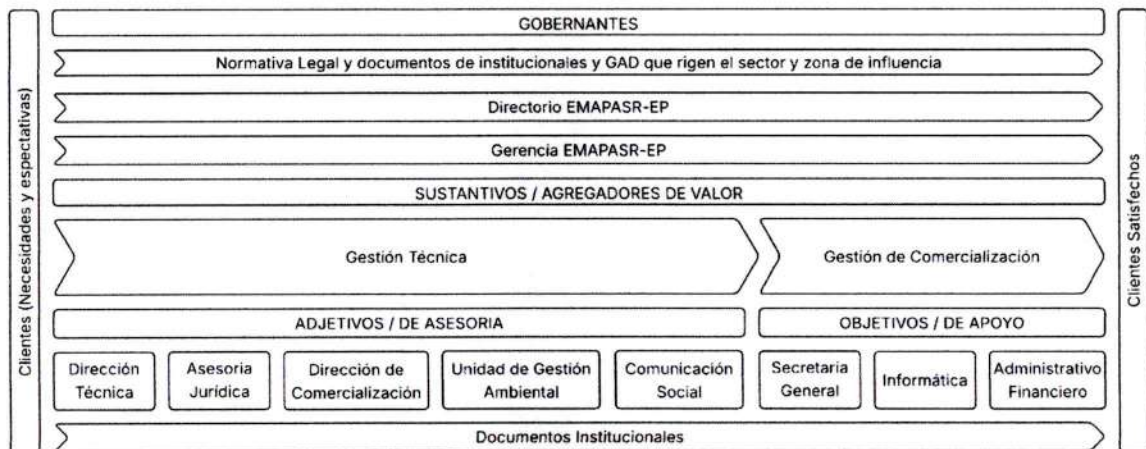 Clientes (Necesidades y espectativas)
GOBERNANTES
Normativa Legal y documentos de institucionales y GAD que rigen el sector y zona de influencia
Directorio EMAPASR-EP
Gerencia EMAPASR-EP
SUSTANTIVOS / AGREGADORES DE VALOR
Gestión Técnica
Gestión de Comercialización
ADJETIVOS / DE ASESORIA
OBJETIVOS / DE APOYO
Dirección
Técnica
Asesoria
Jurídica
Dirección de
Comercialización
Unidad de Gestión
Ambiental
Comunicación
Social
Secretaria
General
Informática
Administrativo
Financiero
Documentos Institucionales
Clientes Satisfechos